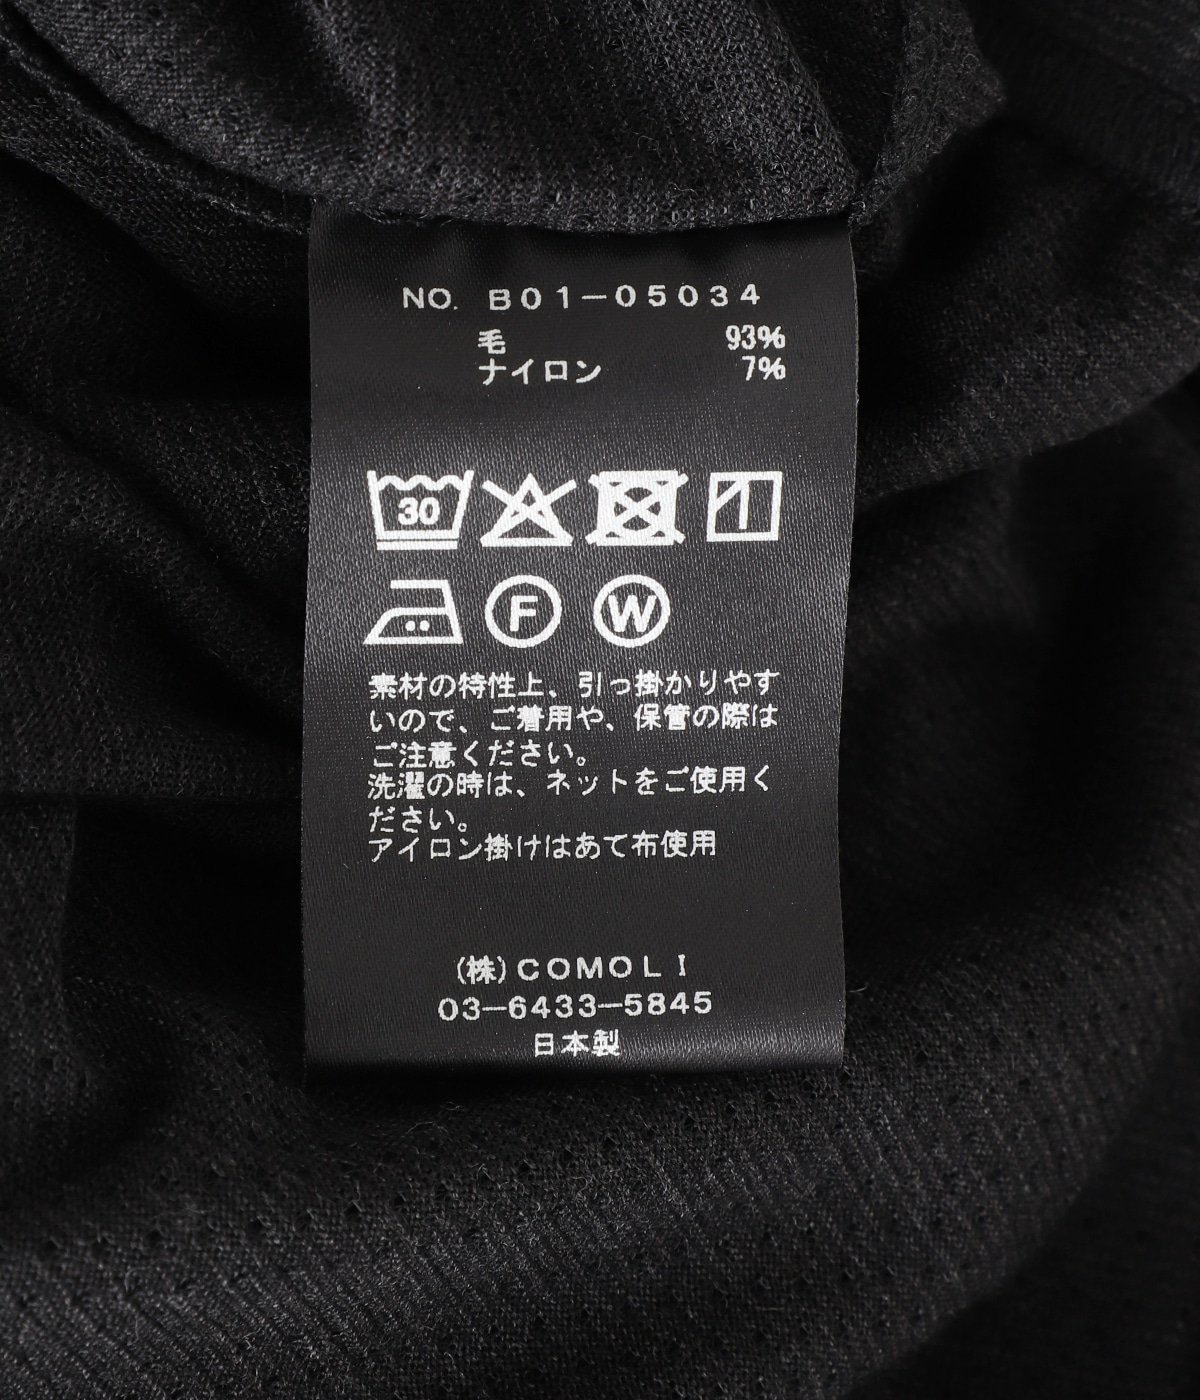 NO. B01-05034
毛 93%
ナイロン 7%
30
F W
素材の特性上、引っ掛かりやす
いので、ご着用や、保管の際は
ご注意ください。
洗濯の時は、ネットをご使用く
ださい。
アイロン掛けはあて布使用
(株)COMOLI
03-6433-5845
日本製